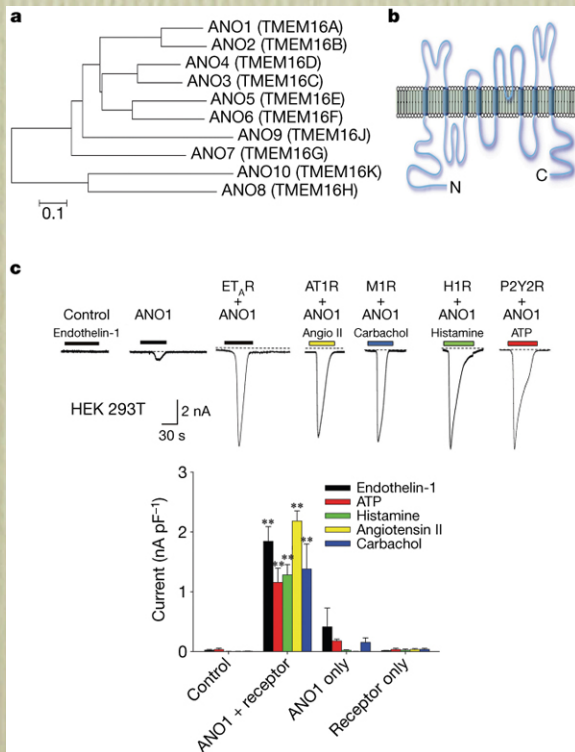 a
ANO1 (TMEM16A)
ANO2 (TMEM16B)
ANO4 (TMEM16D)
ANO3 (TMEM16C)
ANO5 (TMEM16E)
ANO6 (TMEM16F)
ANO9 (TMEM16J)
ANO7 (TMEM16G)
ANO10 (TMEM16K)
ANO8 (TMEM16H)
0.1
b
N
C
c
Control
Endothelin-1
ANO1
ETAR
+
ANO1
AT1R
+
ANO1
Angio II
M1R
+
ANO1
Carbachol
H1R
+
ANO1
Histamine
P2Y2R
+
ANO1
ATP
HEK 293T
2 nA
30 s
Current (nA pF⁻¹)
3
2
1
0
Endothelin-1
ATP
Histamine
Angiotensin II
Carbachol
**
**
**
**
**
Control
ANO1 + receptor
ANO1 only
Receptor only